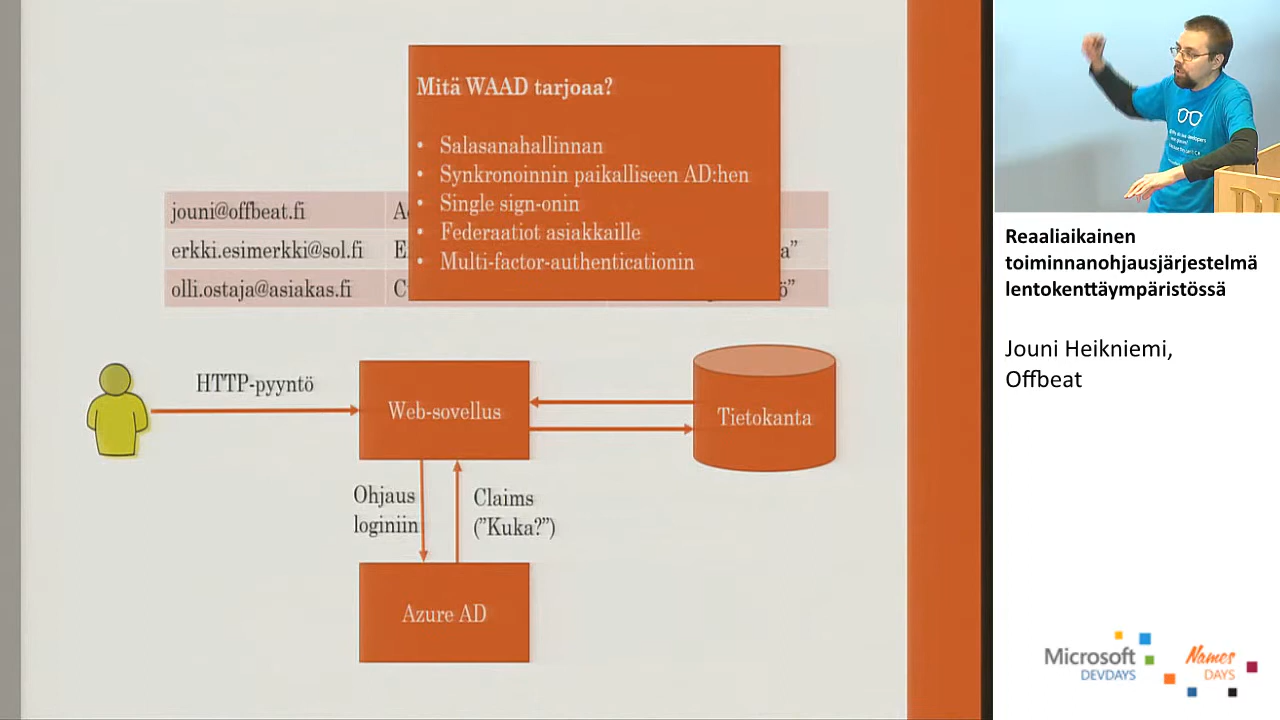 Mitä WAAD tarjoaa?
• Salasanahallinnan
• Synkronoinnin paikalliseen AD:hen
• Single sign-onin
• Federaatiot asiakkaille
• Multi-factor-authenticationin
jouni@offbeat.fi
erkki.esimerkki@sol.fi
olli.ostaja@asiakas.fi
HTTP-pyyntö
Web-sovellus
Tietokanta
Ohjaus
loginiin
Claims
("Kuka?”)
Azure AD
Reaaliaikainen
toiminnanohjausjärjestelmä
lentokenttäympäristössä
Jouni Heikniemi,
Offbeat
Microsoft
DEVDAYS
Names
DAYS